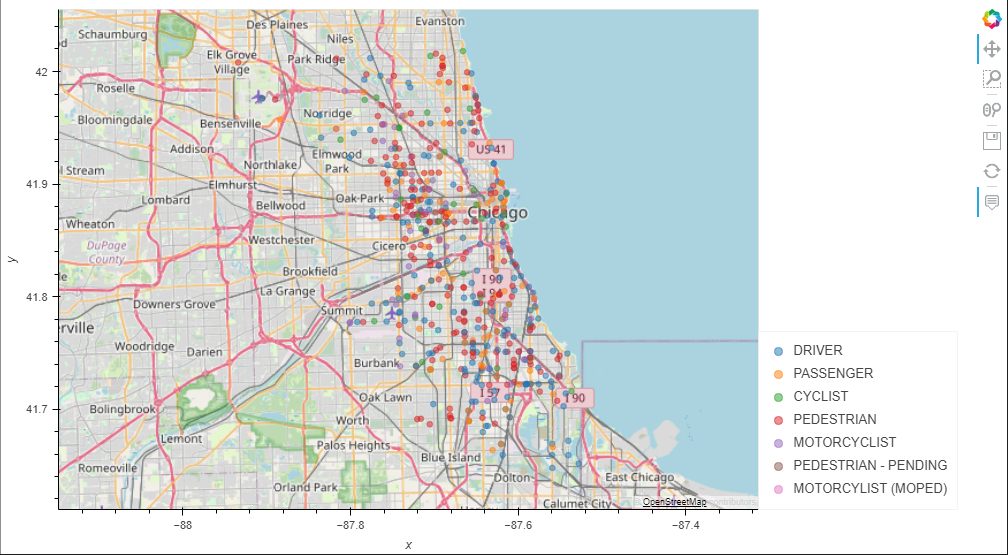 Evanston
Des Plaines
Schaumburg
Niles
Elk Grove
Village
Park Ridge
42
Roselle
Norridge
Bloomingdale
Bensenville
US 41
Addison
Elmwood
Park
Northlake
l Stream
41.9
Elmhurst
Lombard
Bellwood
Oak Park
Chicago
Wheaton
Westchester
Cicero
DuPage
County
y
Brookfield
I 90
I 94
La Grange
41.8
Downers Grove
Summit
erville
Woodridge
Darien
Burbank
I 57
I 90
Oak Lawn
41.7
Bolingbrook
Worth
Lemont
Palos Heights
Blue Island
Romeoville
Dolton
East Chicago
Orland Park
Calumet City
OpenStreetMap contributors
−88
−87.8
−87.6
−87.4
x
DRIVER
PASSENGER
CYCLIST
PEDESTRIAN
MOTORCYCLIST
PEDESTRIAN - PENDING
MOTORCYLIST (MOPED)